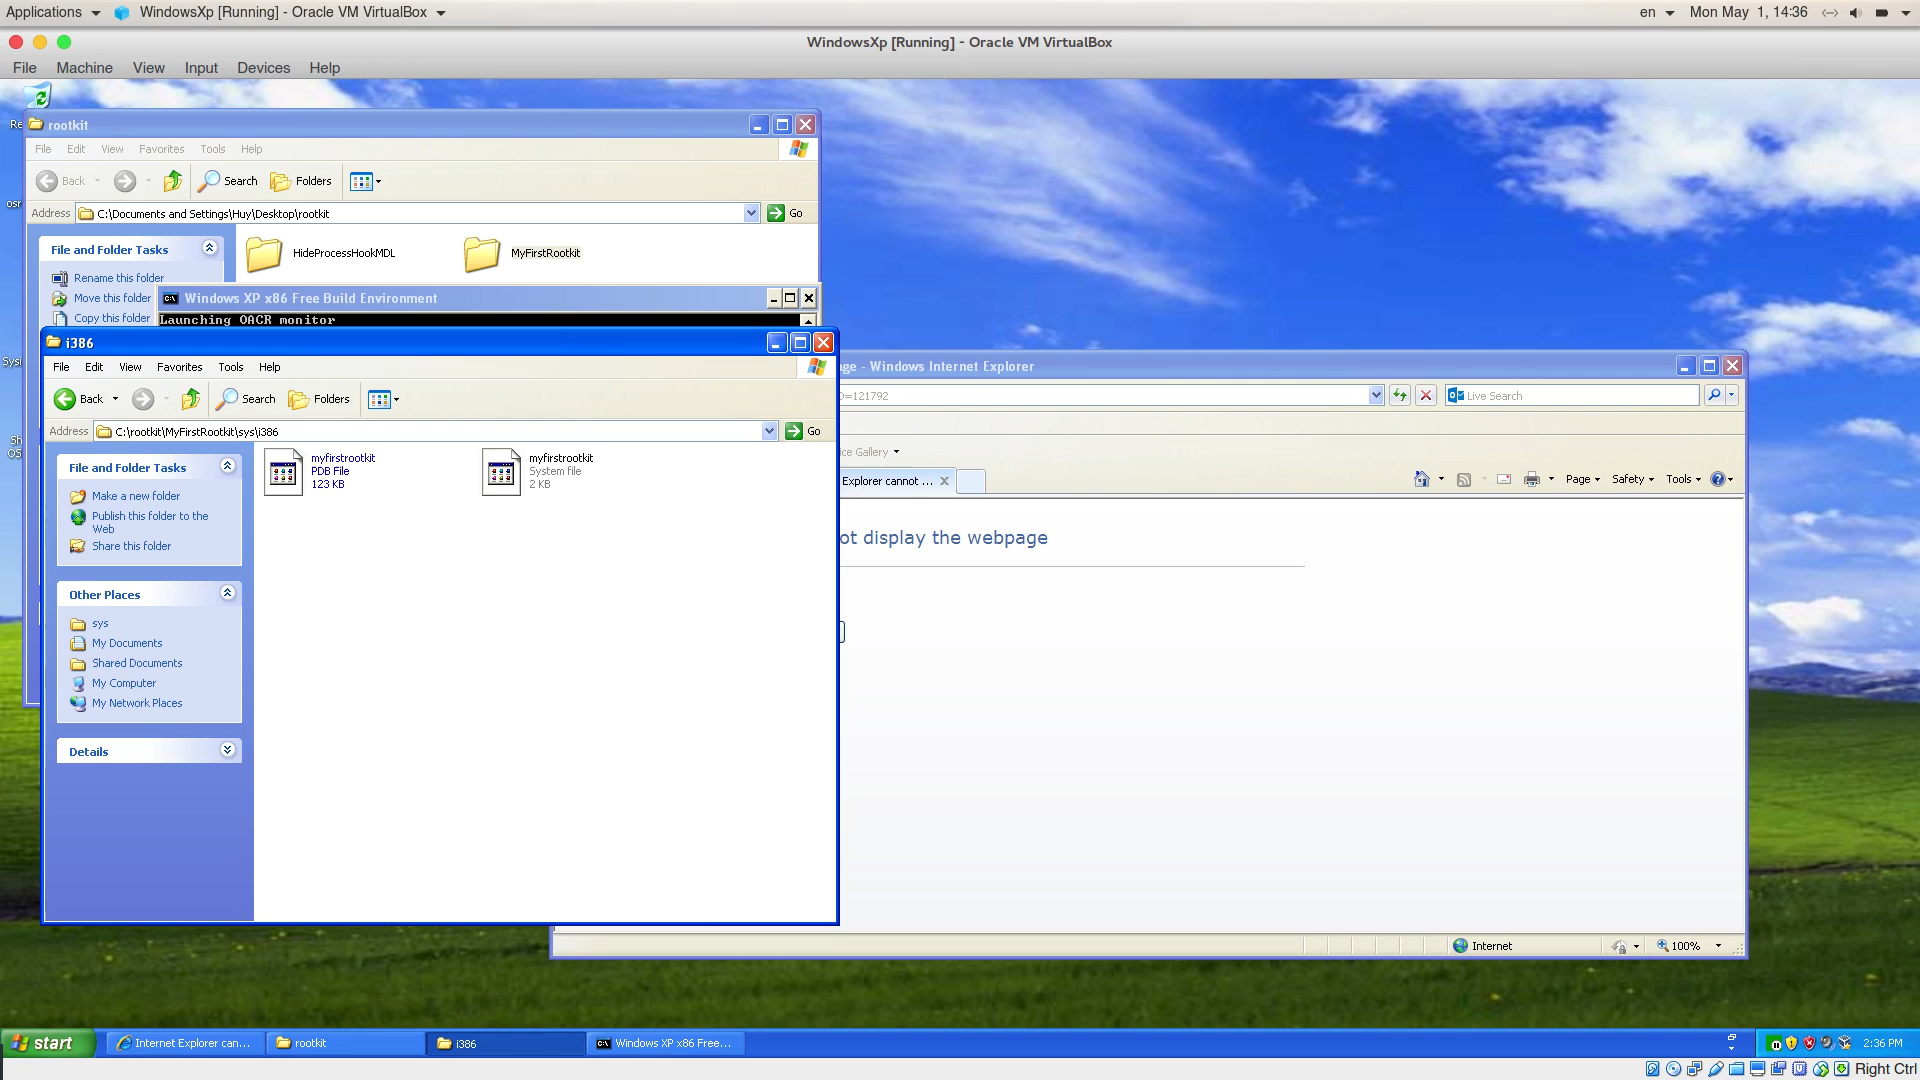 Applications
WindowsXp [Running] - Oracle VM VirtualBox
en
Mon May 1, 14:36
WindowsXp [Running] - Oracle VM VirtualBox
File Machine View Input Devices Help
rootkit
File Edit View Favorites Tools Help
Back Search Folders
Address C:\Documents and Settings\Huy\Desktop\rootkit Go
File and Folder Tasks
Rename this folder
Move this folder
Copy this folder
HideProcessHookMDL
MyFirstRootkit
Windows XP x86 Free Build Environment
Launching OACR monitor
i386
File Edit View Favorites Tools Help
Back Search Folders
Address C:\rootkit\MyFirstRootkit\sys\i386 Go
File and Folder Tasks
Make a new folder
Publish this folder to the
Web
Share this folder
Other Places
sys
My Documents
Shared Documents
My Computer
My Network Places
Details
myfirstrootkit
PDB File
123 KB
myfirstrootkit
System file
2 KB
- Windows Internet Explorer
=121792
Live Search
Gallery
Explorer cannot ...
Page Safety Tools
display the webpage
Internet
100%
start
Internet Explorer can...
rootkit
i386
Windows XP x86 Free...
2:36 PM
Right Ctrl